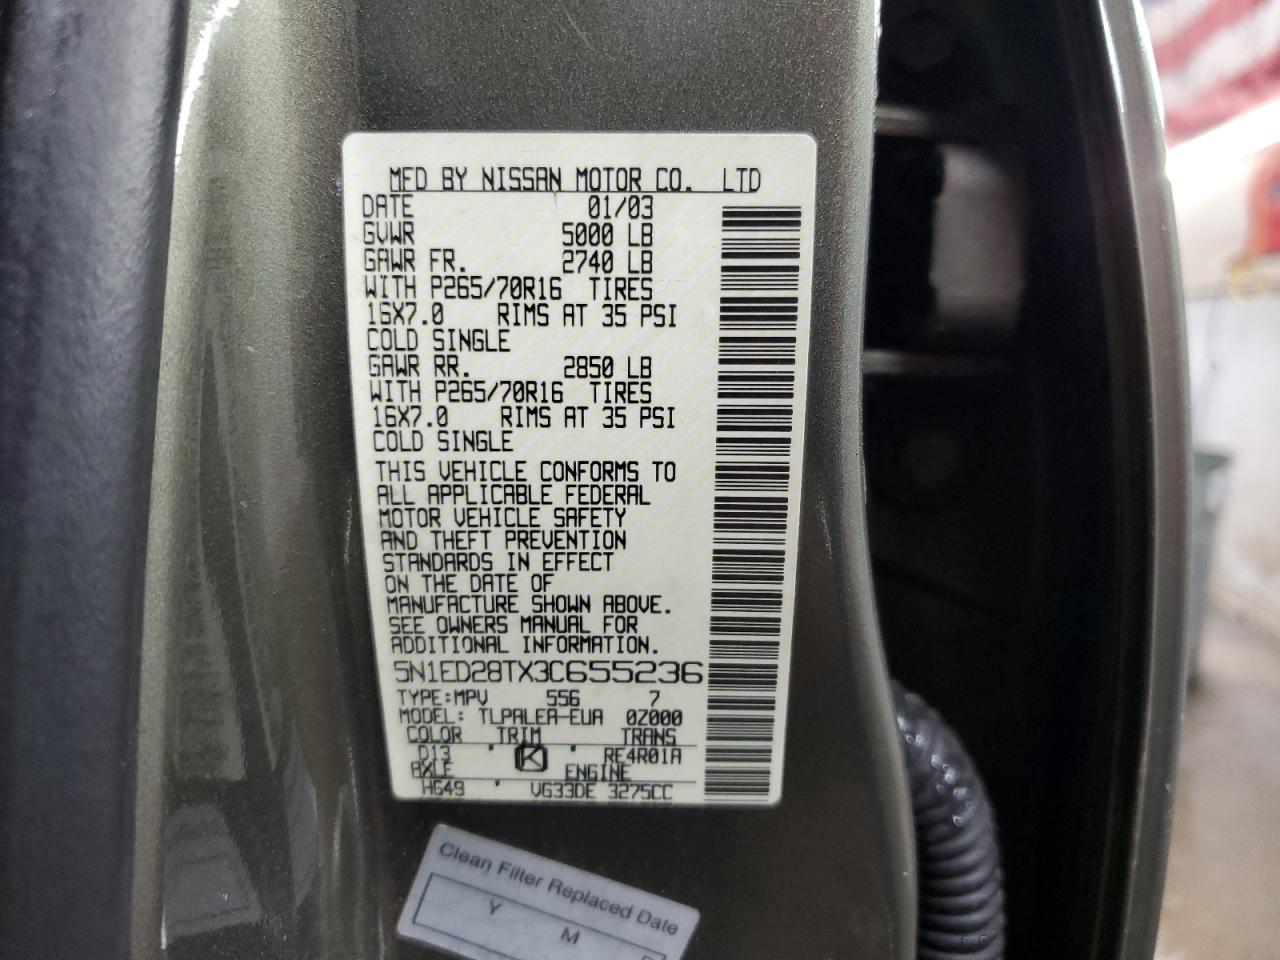 MFD BY NISSAN MOTOR CO. LTD
DATE 01/03
GVWR 5000 LB
GAWR FR. 2740 LB
WITH P265/70R16 TIRES
16X7.0 RIMS AT 35 PSI
COLD SINGLE
GAWR RR. 2850 LB
WITH P265/70R16 TIRES
16X7.0 RIMS AT 35 PSI
COLD SINGLE
THIS VEHICLE CONFORMS TO
ALL APPLICABLE FEDERAL
MOTOR VEHICLE SAFETY
AND THEFT PREVENTION
STANDARDS IN EFFECT
ON THE DATE OF
MANUFACTURE SHOWN ABOVE.
SEE OWNERS MANUAL FOR
ADDITIONAL INFORMATION.
5N1ED28TX3C655236
TYPE:MPV 556 7
MODEL: TLPALEA-EUA 0Z000
COLOR TRIM TRANS
D13 K RE4R01A
AXLE ENGINE
HG49 VG33DE 3275CC
Clean Filter Replaced Date
Y
M